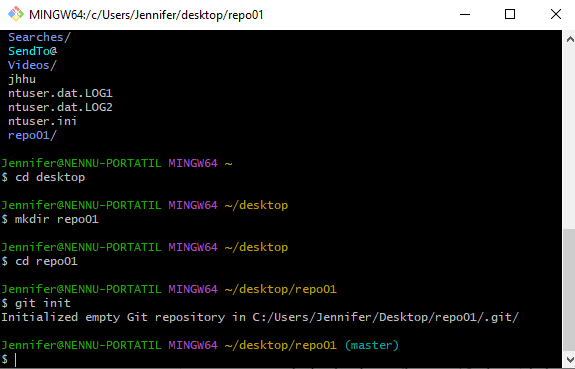 MINGW64:/c/Users/Jennifer/desktop/repo01
Searches/
SendTo@
Videos/
jhhu
ntuser.dat.LOG1
ntuser.dat.LOG2
ntuser.ini
repo01/
Jennifer@NENNU-PORTATIL MINGW64 ~
$ cd desktop
Jennifer@NENNU-PORTATIL MINGW64 ~/desktop
$ mkdir repo01
Jennifer@NENNU-PORTATIL MINGW64 ~/desktop
$ cd repo01
Jennifer@NENNU-PORTATIL MINGW64 ~/desktop/repo01
$ git init
Initialized empty Git repository in C:/Users/Jennifer/Desktop/repo01/.git/
Jennifer@NENNU-PORTATIL MINGW64 ~/desktop/repo01 (master)
$